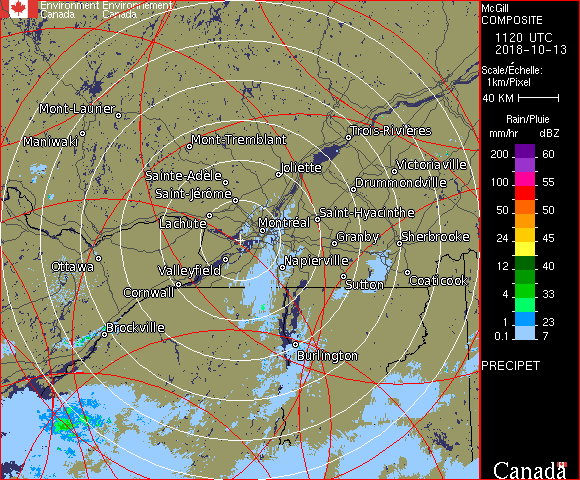 Environment Environnement
Canada Canada
McGill
COMPOSITE
1120 UTC
2018-10-13
Scale/Échelle:
1km/Pixel
40 KM
Rain/Pluie
mm/hr dBZ
200 60
100 55
50 50
24 45
12 40
4 33
1 23
0.1 7
PRECIPET
Canada
Mont-Laurier
Maniwaki
Mont-Tremblant
Trois-Rivières
Sainte-Adèle
Joliette
Victoriaville
Saint-Jérôme
Drummondville
Lachute
Montréal
Saint-Hyacinthe
Granby
Sherbrooke
Ottawa
Valleyfield
Napierville
Cornwall
Sutton
Coaticook
Brockville
Burlington